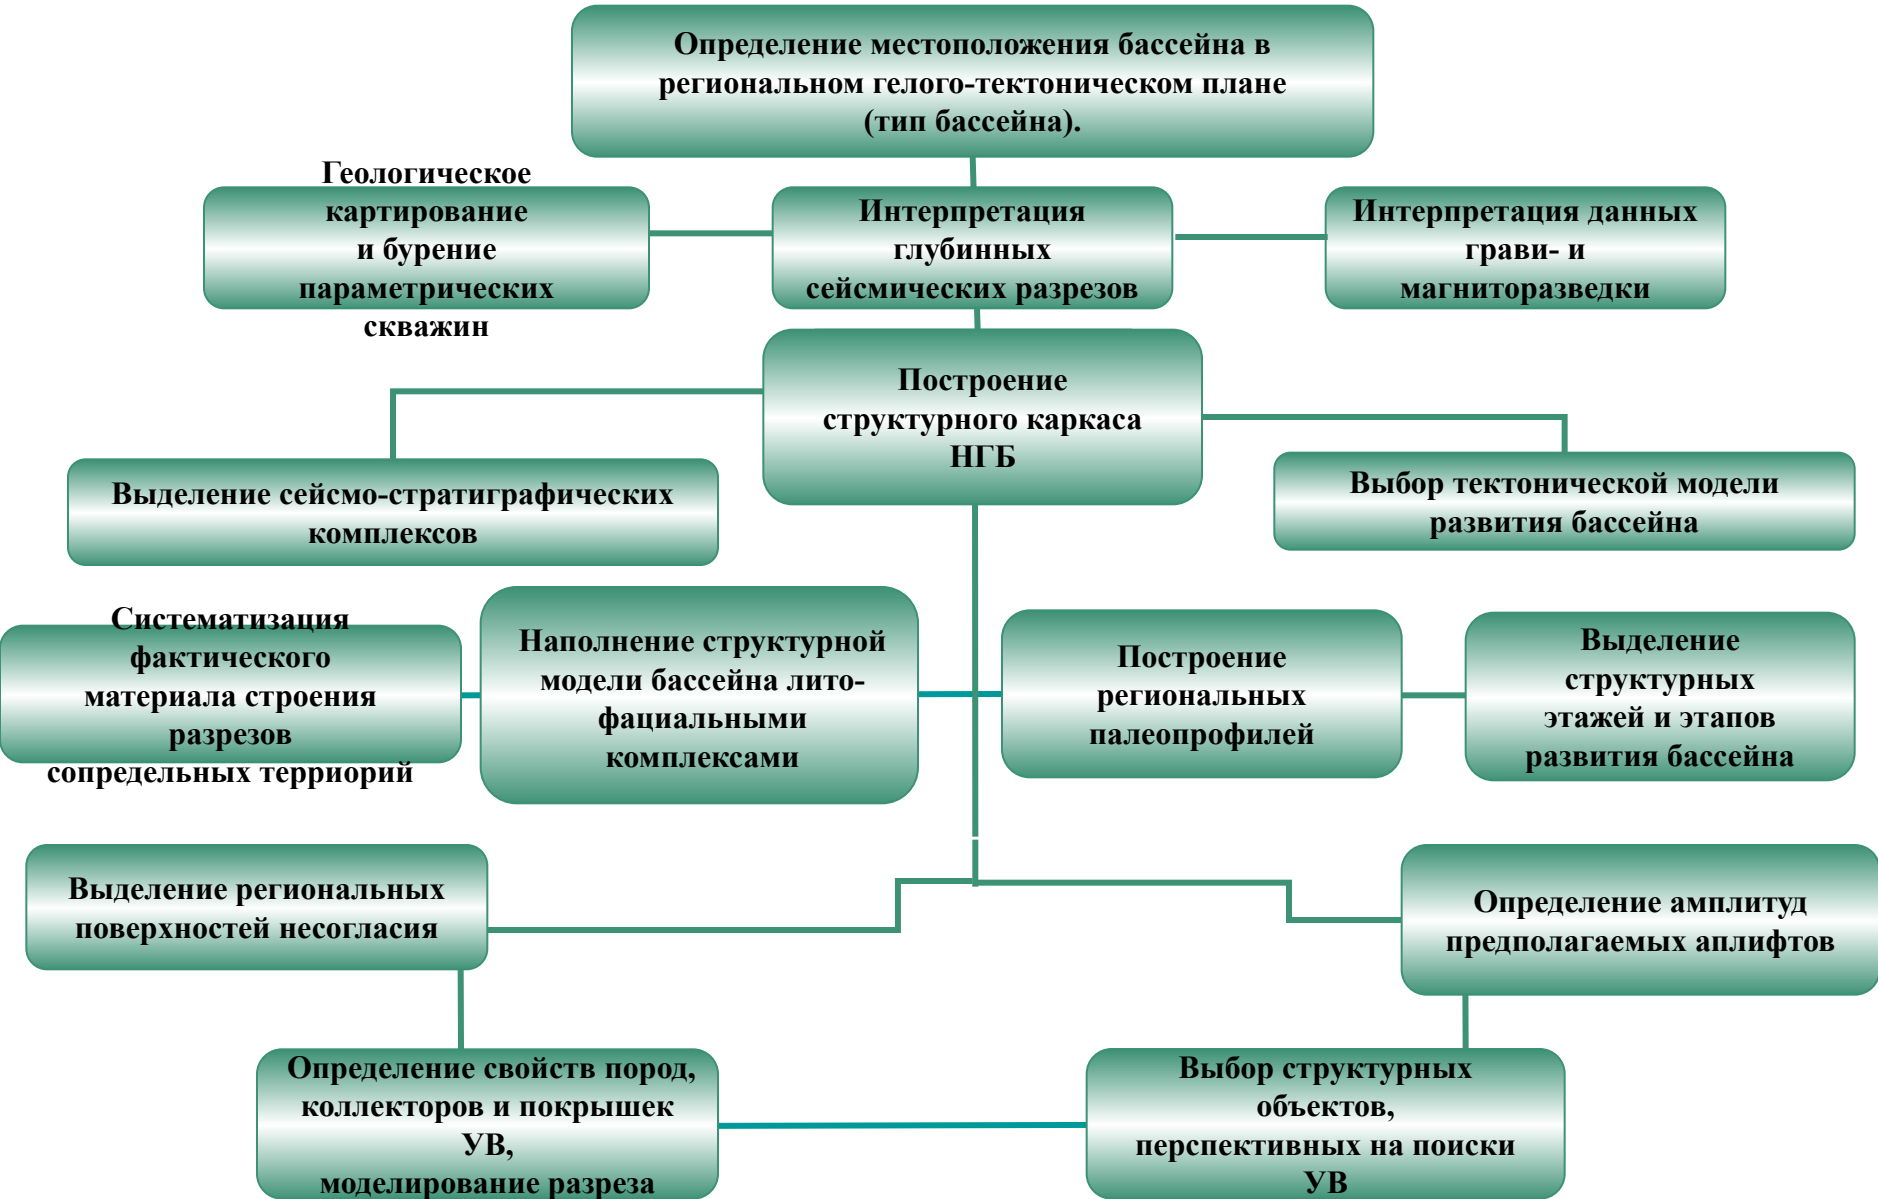 Определение местоположения бассейна в
региональном гелого-тектоническом плане
(тип бассейна).
Геологическое
картирование
и бурение
параметрических
скважин
Интерпретация
глубинных
сейсмических разрезов
Интерпретация данных
грави- и
магниторазведки
Построение
структурного каркаса
НГБ
Выделение сейсмо-стратиграфических
комплексов
Выбор тектонической модели
развития бассейна
Систематизация
фактического
материала строения
разрезов
сопредельных терриорий
Наполнение структурной
модели бассейна лито-
фациальными
комплексами
Построение
региональных
палеопрофилей
Выделение
структурных
этажей и этапов
развития бассейна
Выделение региональных
поверхностей несогласия
Определение амплитуд
предполагаемых аплифтов
Определение свойств пород,
коллекторов и покрышек
УВ,
моделирование разреза
Выбор структурных
объектов,
перспективных на поиски
УВ